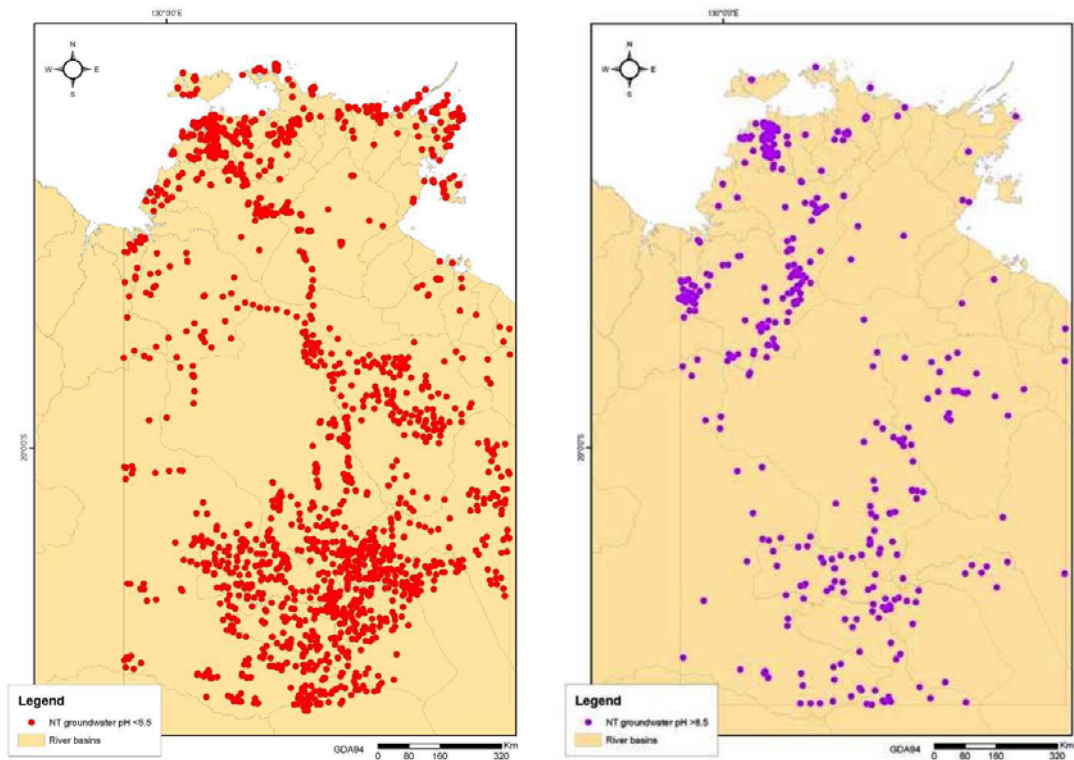 130°0'0"E
N
W E
S
20°0'0"S
Legend
NT groundwater pH <5.5
River basins
GDA94
Km
0 80 160 320
130°0'0"E
N
W E
S
20°0'0"S
Legend
NT groundwater pH >8.5
River basins
GDA94
Km
0 80 160 320